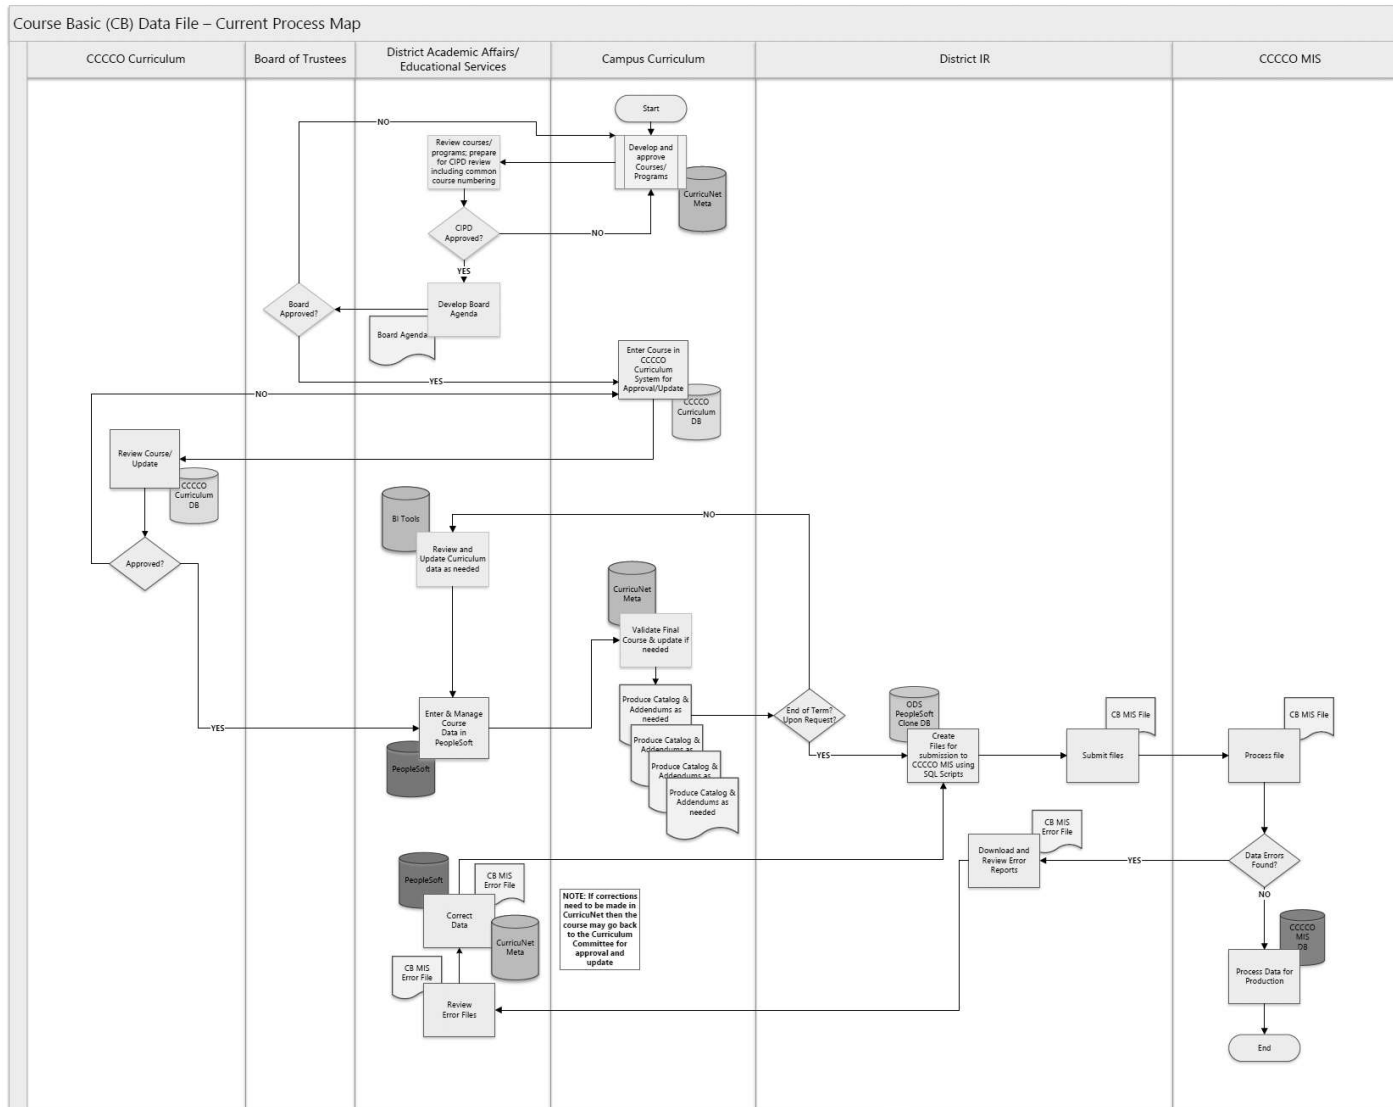 Course Basic (CB) Data File – Current Process Map
CCCCO Curriculum
Board of Trustees
District Academic Affairs/
Educational Services
Campus Curriculum
District IR
CCCCO MIS
Start
NO
Review courses/
programs; prepare
for CIPD review
including common
course numbering
Develop and
approve
Courses/
Programs
CurricuNet
Meta
CIPD
Approved?
NO
YES
Board
Approved?
Develop Board
Agenda
Board Agenda
Enter Course in
CCCCO
Curriculum
System for
Approval/Update
YES
NO
CCCCO
Curriculum
DB
Review Course/
Update
CCCCO
Curriculum
DB
BI Tools
NO
Review and
Update Curriculum
data as needed
Approved?
CurricuNet
Meta
Validate Final
Course & update if
needed
Enter & Manage
Course
Data in
PeopleSoft
YES
PeopleSoft
Produce Catalog &
Addendums as
needed
Produce Catalog &
Addendums as
Produce Catalog &
Addendums as
Produce Catalog &
Addendums as
needed
End of Term?
Upon Request?
YES
ODS
PeopleSoft
Clone DB
Create
Files for
submission to
CCCCO MIS using
SQL Scripts
CB MIS File
Submit files
CB MIS File
Process file
CB MIS
Error File
Download and
Review Error
Reports
YES
Data Errors
Found?
NO
PeopleSoft
CB MIS
Error File
Correct
Data
CurricuNet
Meta
NOTE: If corrections
need to be made in
CurricuNet then the
course may go back
to the Curriculum
Committee for
approval and
update
CB MIS
Error File
Review
Error Files
CCCCO
MIS
DB
Process Data for
Production
End